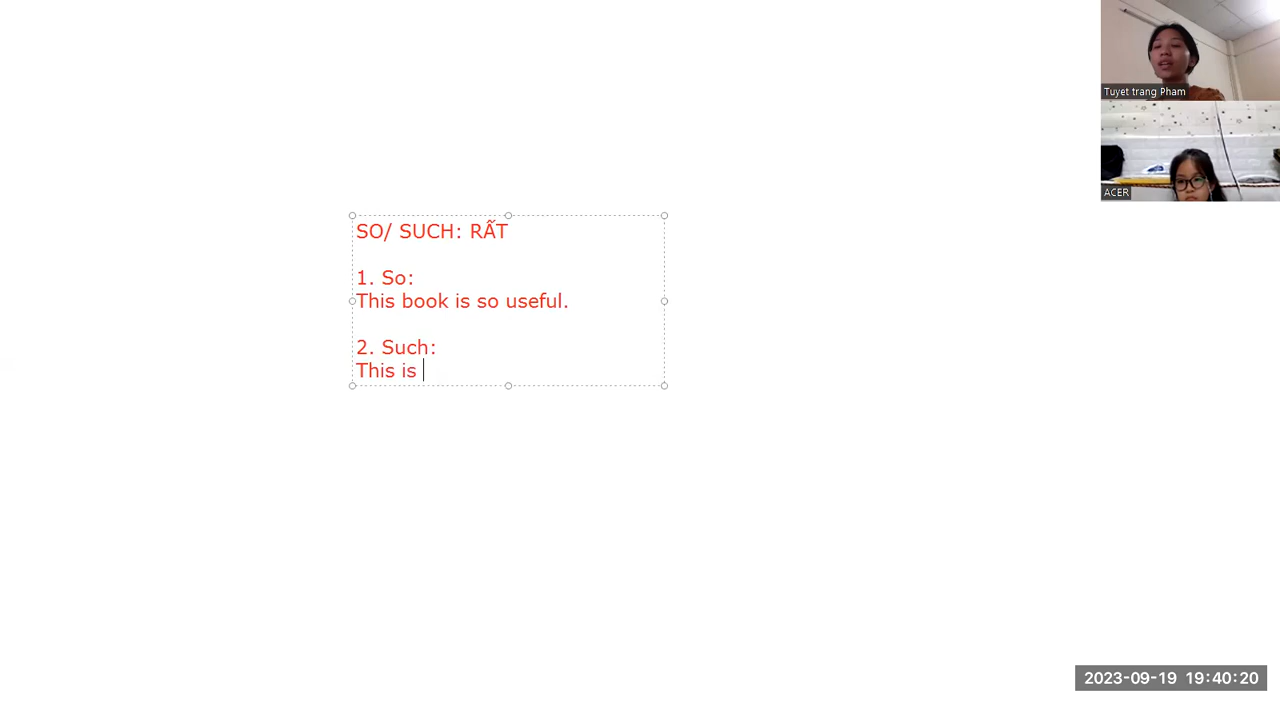 Tuyet trang Pham
ACER
SO/ SUCH: RẤT
1. So:
This book is so useful.
2. Such:
This is
2023-09-19 19:40:20